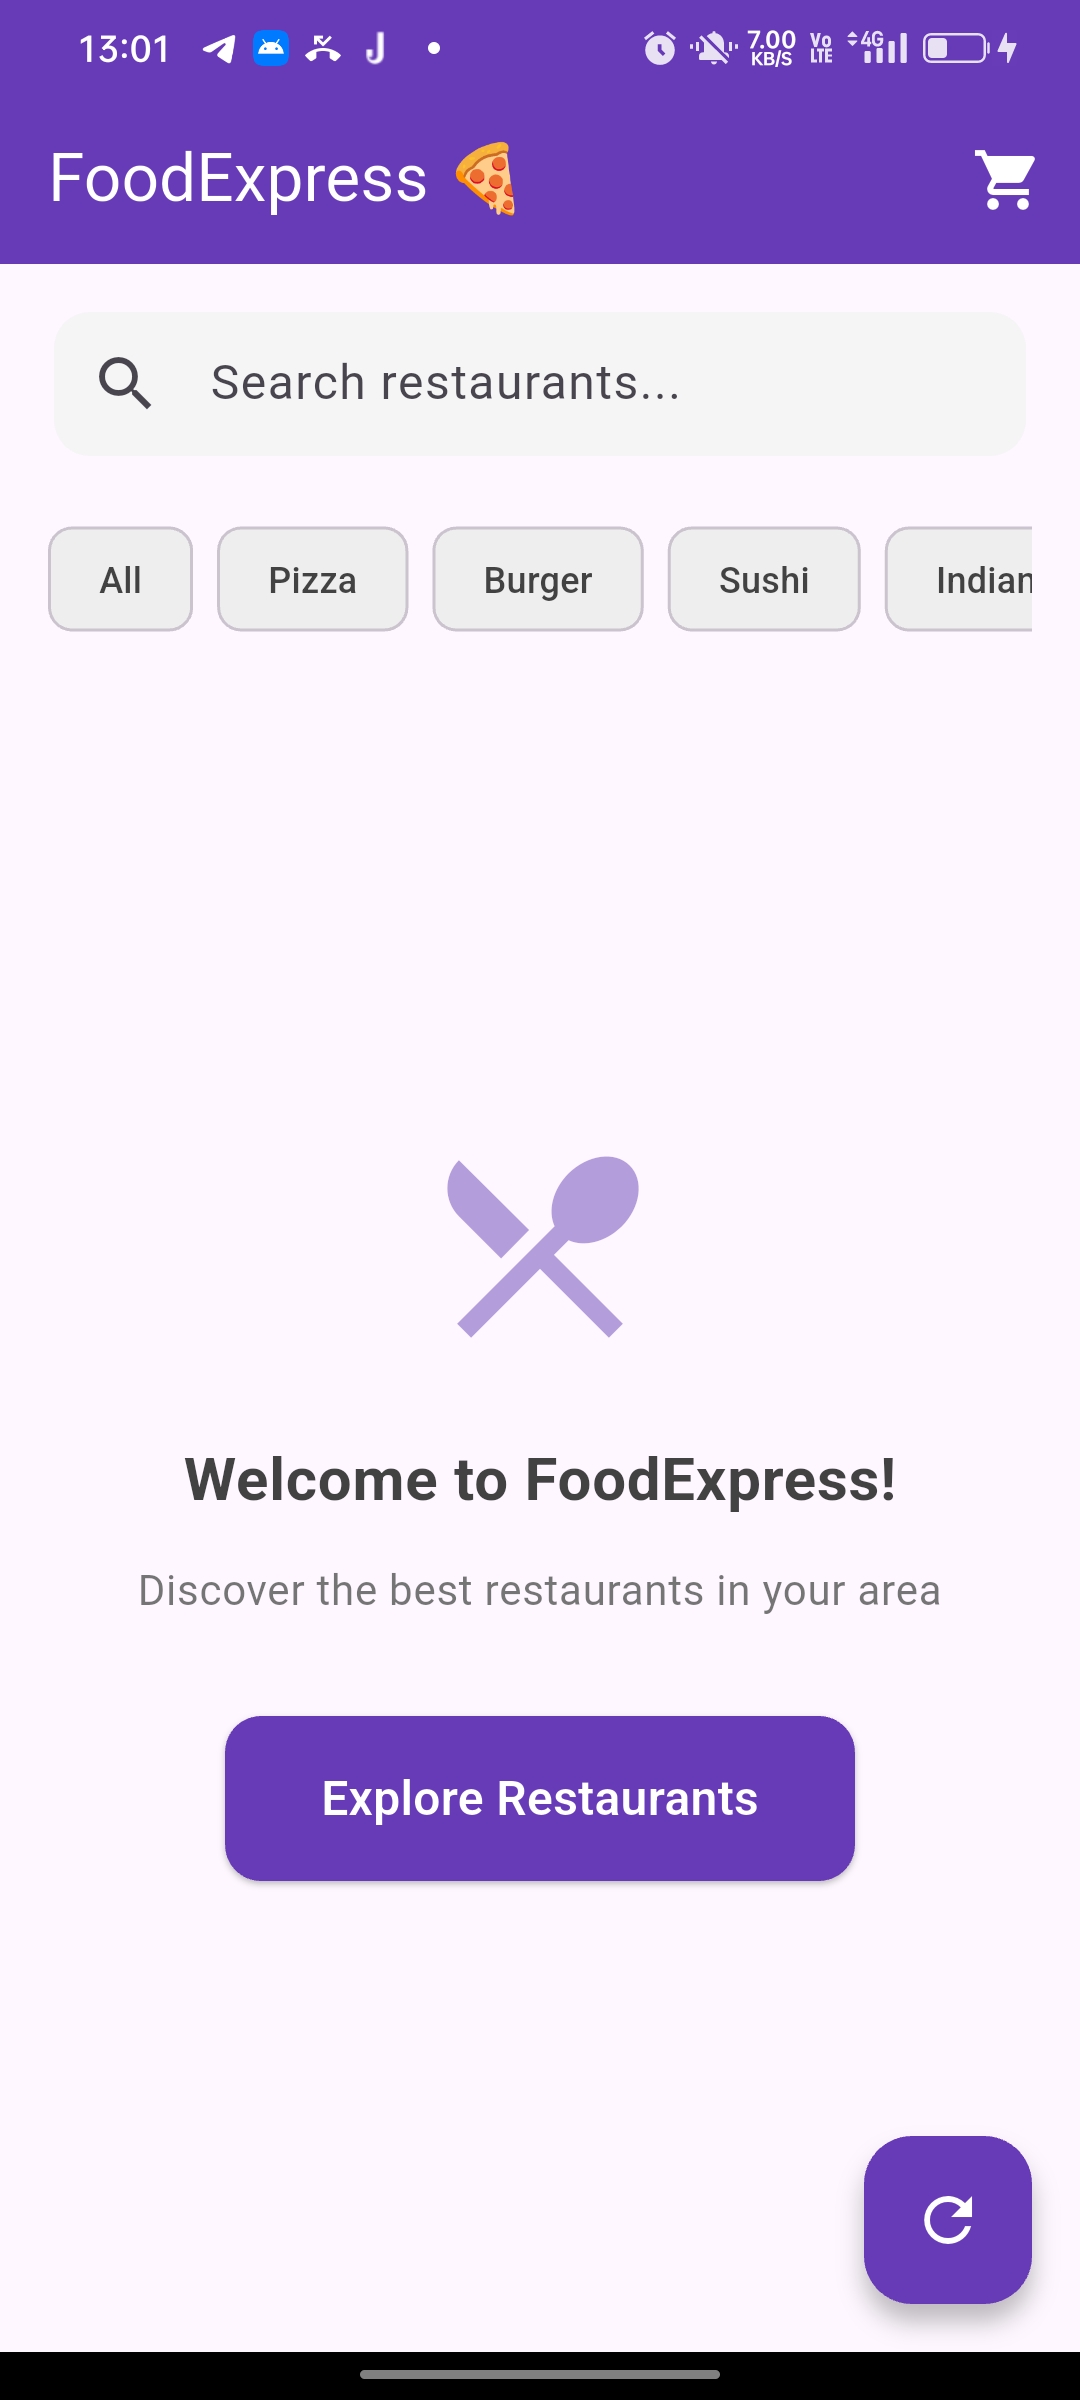 13:01 7.00 KB/S Vo LTE 4G
FoodExpress 🍕
Search restaurants...
All Pizza Burger Sushi Indian
Welcome to FoodExpress!
Discover the best restaurants in your area
Explore Restaurants